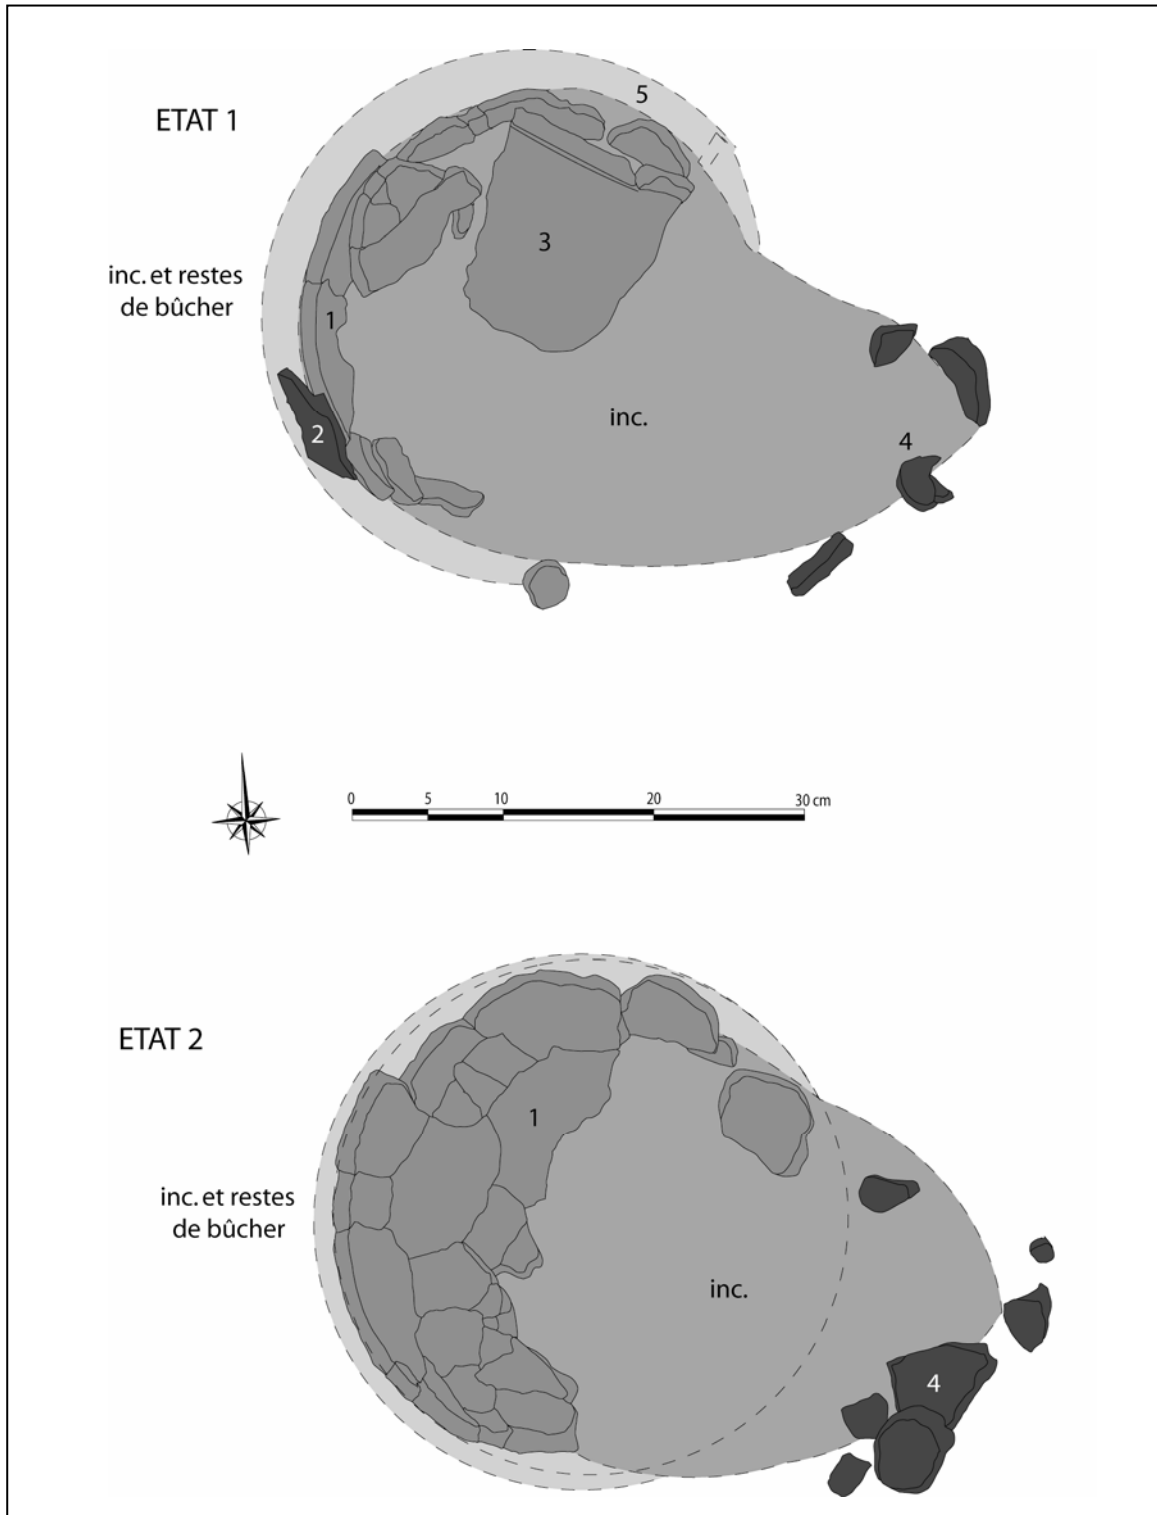 5
ETAT 1
3
inc. et restes
de bûcher
1
inc.
2
4
0 5 10 20 30 cm
ETAT 2
1
inc. et restes
de bûcher
inc.
4